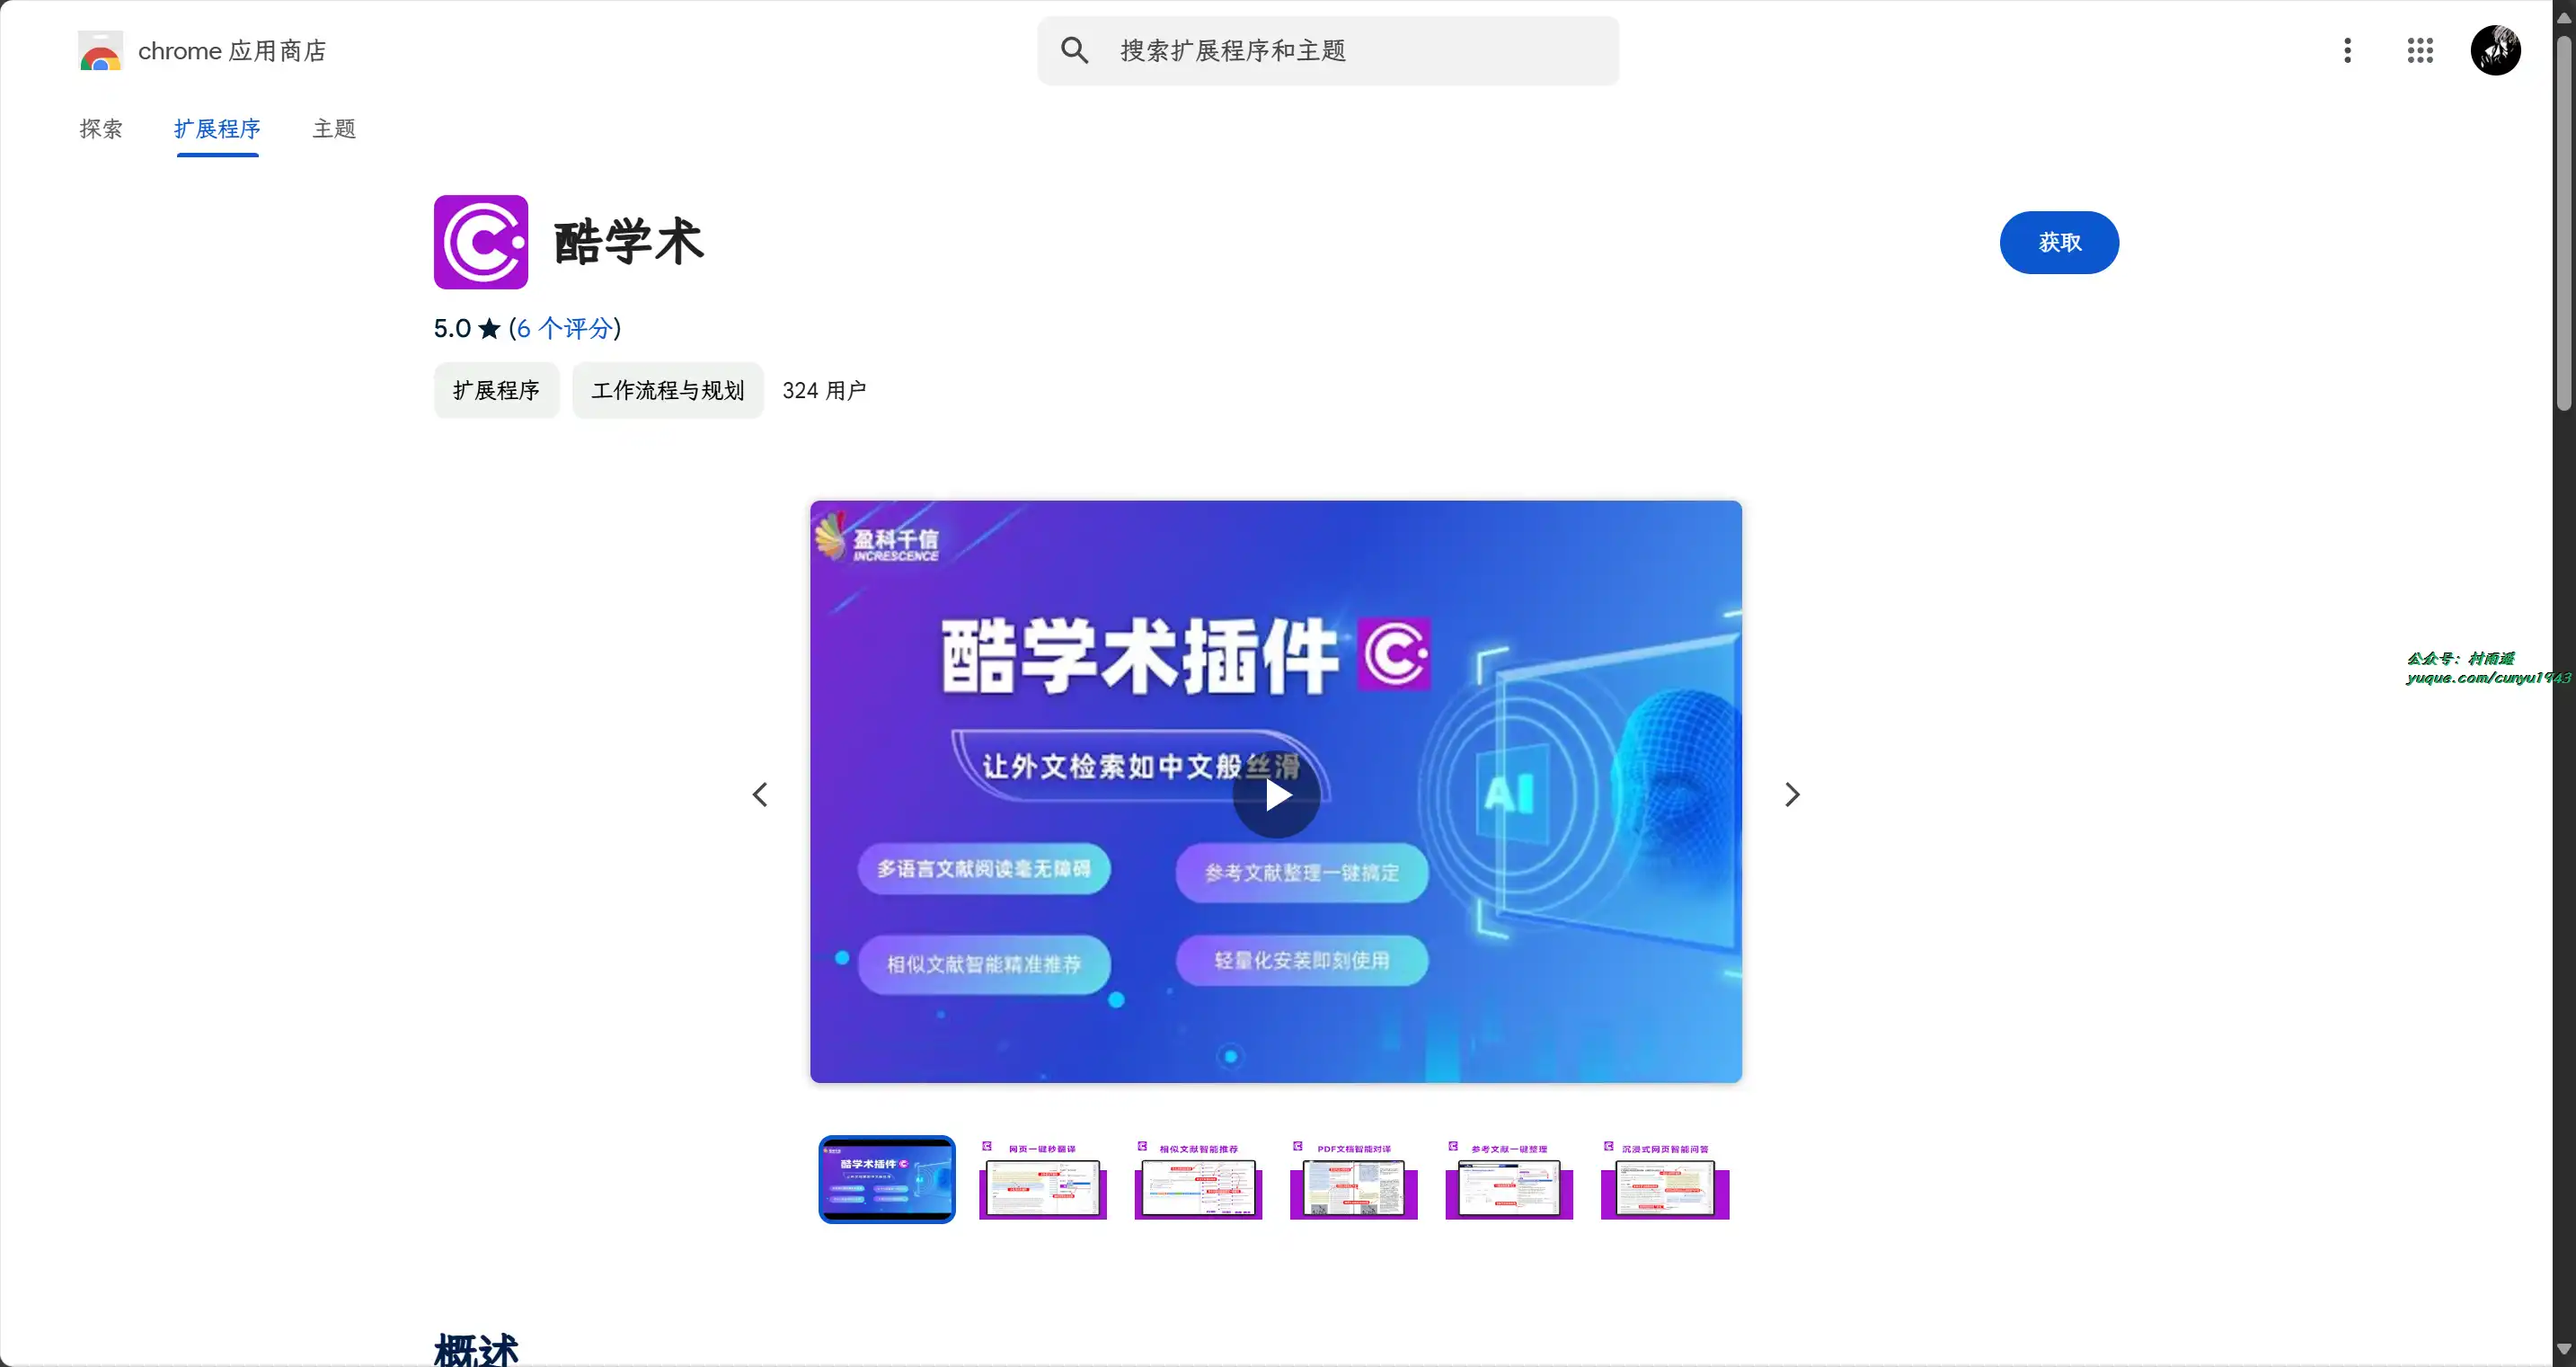 chrome 应用商店
搜索扩展程序和主题
探索
扩展程序
主题
酷学术
获取
5.0 ★ (6 个评分)
扩展程序
工作流程与规划
324 用户
盈科千信
INCRESCENCE
酷学术插件
让外文检索如中文般丝滑
AI
多语言文献阅读毫无障碍
参考文献整理一键搞定
相似文献智能精准推荐
轻量化安装即刻使用
公众号：村雨遥
yuque.com/cunyu1943
酷学术插件
网页一键秒翻译
相似文献智能推荐
PDF文档智能对译
参考文献一键整理
沉浸式网页智能问答
概述